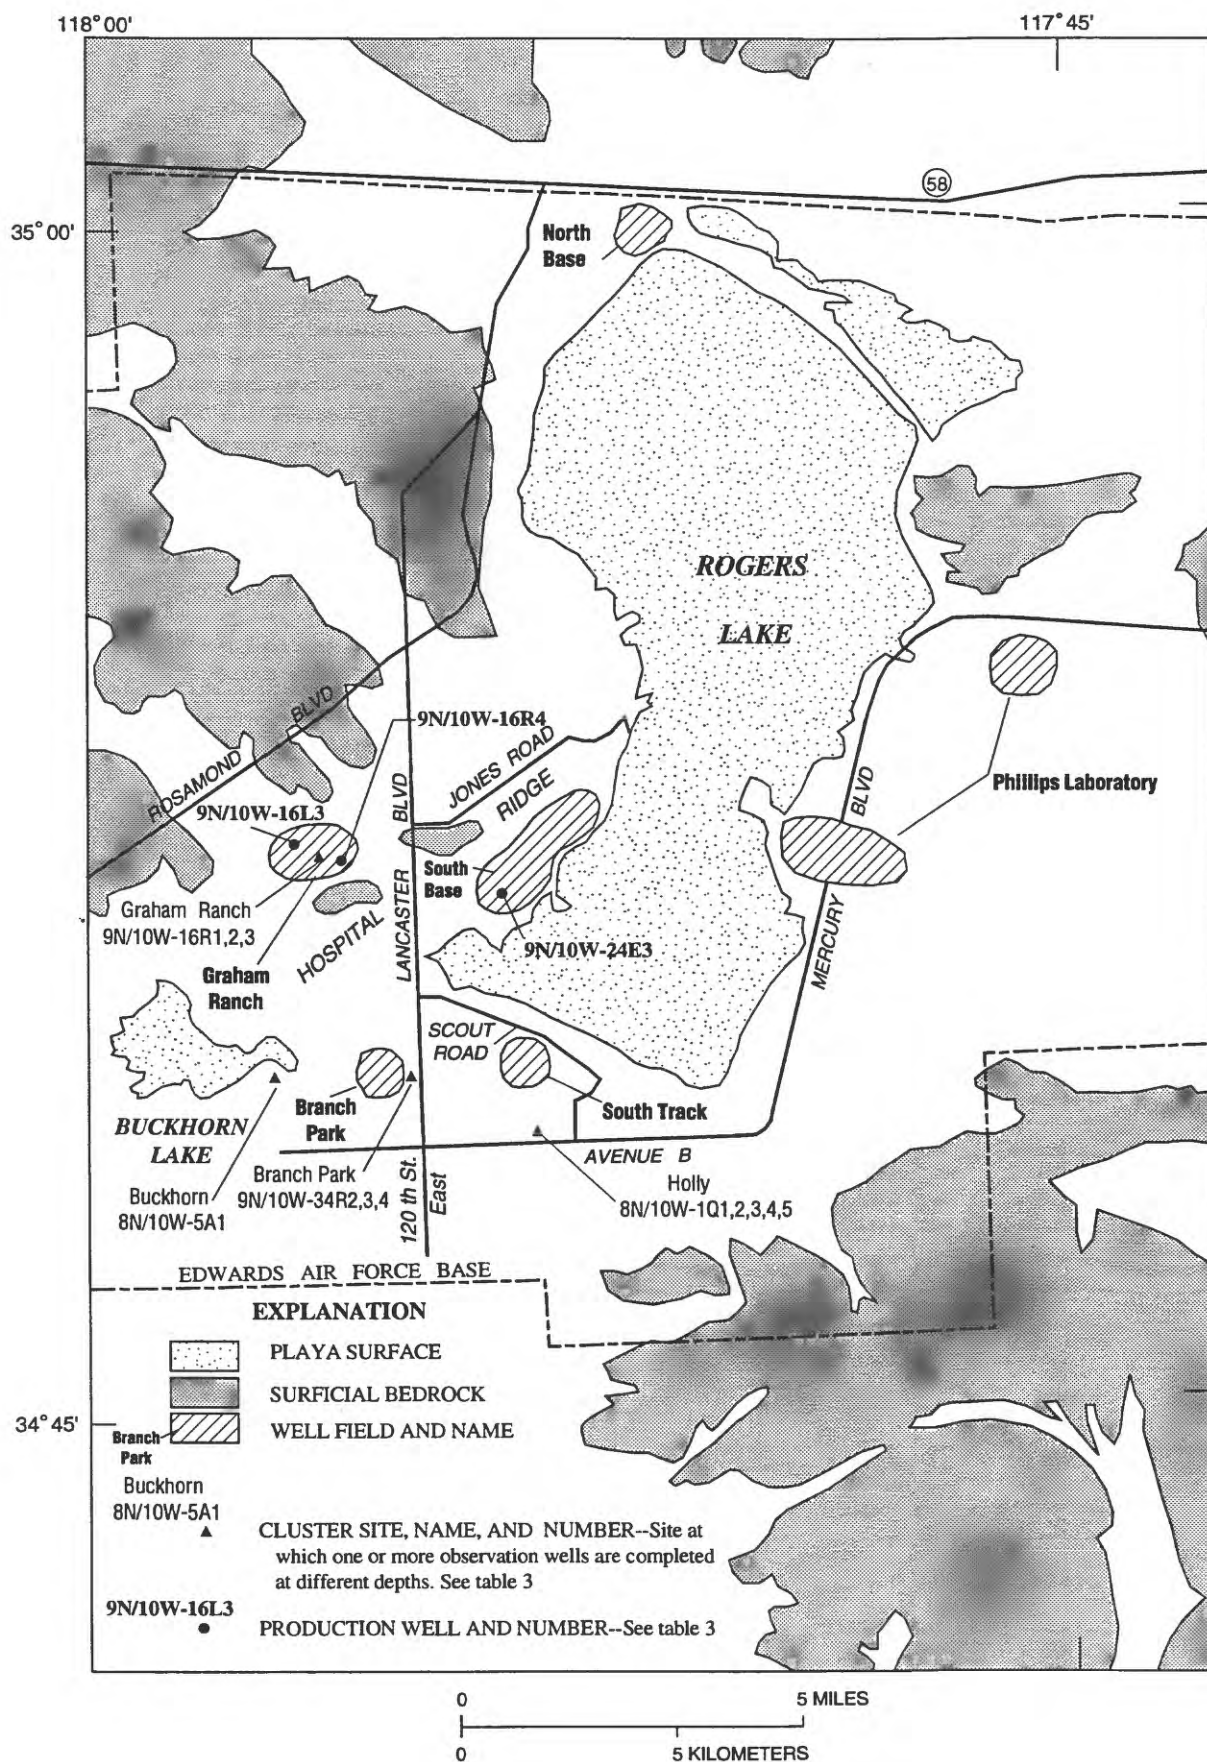 118° 00'
117° 45'
58
35° 00'
North
Base
ROGERS
LAKE
ROSAMOND BLVD
9N/10W-16R4
JONES ROAD
RIDGE
BLVD
Phillips Laboratory
9N/10W-16L3
LANCASTER
South
Base
MERCURY
Graham Ranch
9N/10W-16R1,2,3
HOSPITAL
9N/10W-24E3
Graham
Ranch
SCOUT
ROAD
Branch
Park
South Track
BUCKHORN
LAKE
AVENUE B
Branch Park
9N/10W-34R2,3,4
Holly
8N/10W-1Q1,2,3,4,5
Buckhorn
8N/10W-5A1
120 th St.
East
BLVD
EDWARDS AIR FORCE BASE
EXPLANATION
PLAYA SURFACE
SURFICIAL BEDROCK
34° 45'
Branch
Park
WELL FIELD AND NAME
Buckhorn
8N/10W-5A1
CLUSTER SITE, NAME, AND NUMBER--Site at
which one or more observation wells are completed
at different depths. See table 3
9N/10W-16L3
PRODUCTION WELL AND NUMBER--See table 3
0 5 MILES
0 5 KILOMETERS